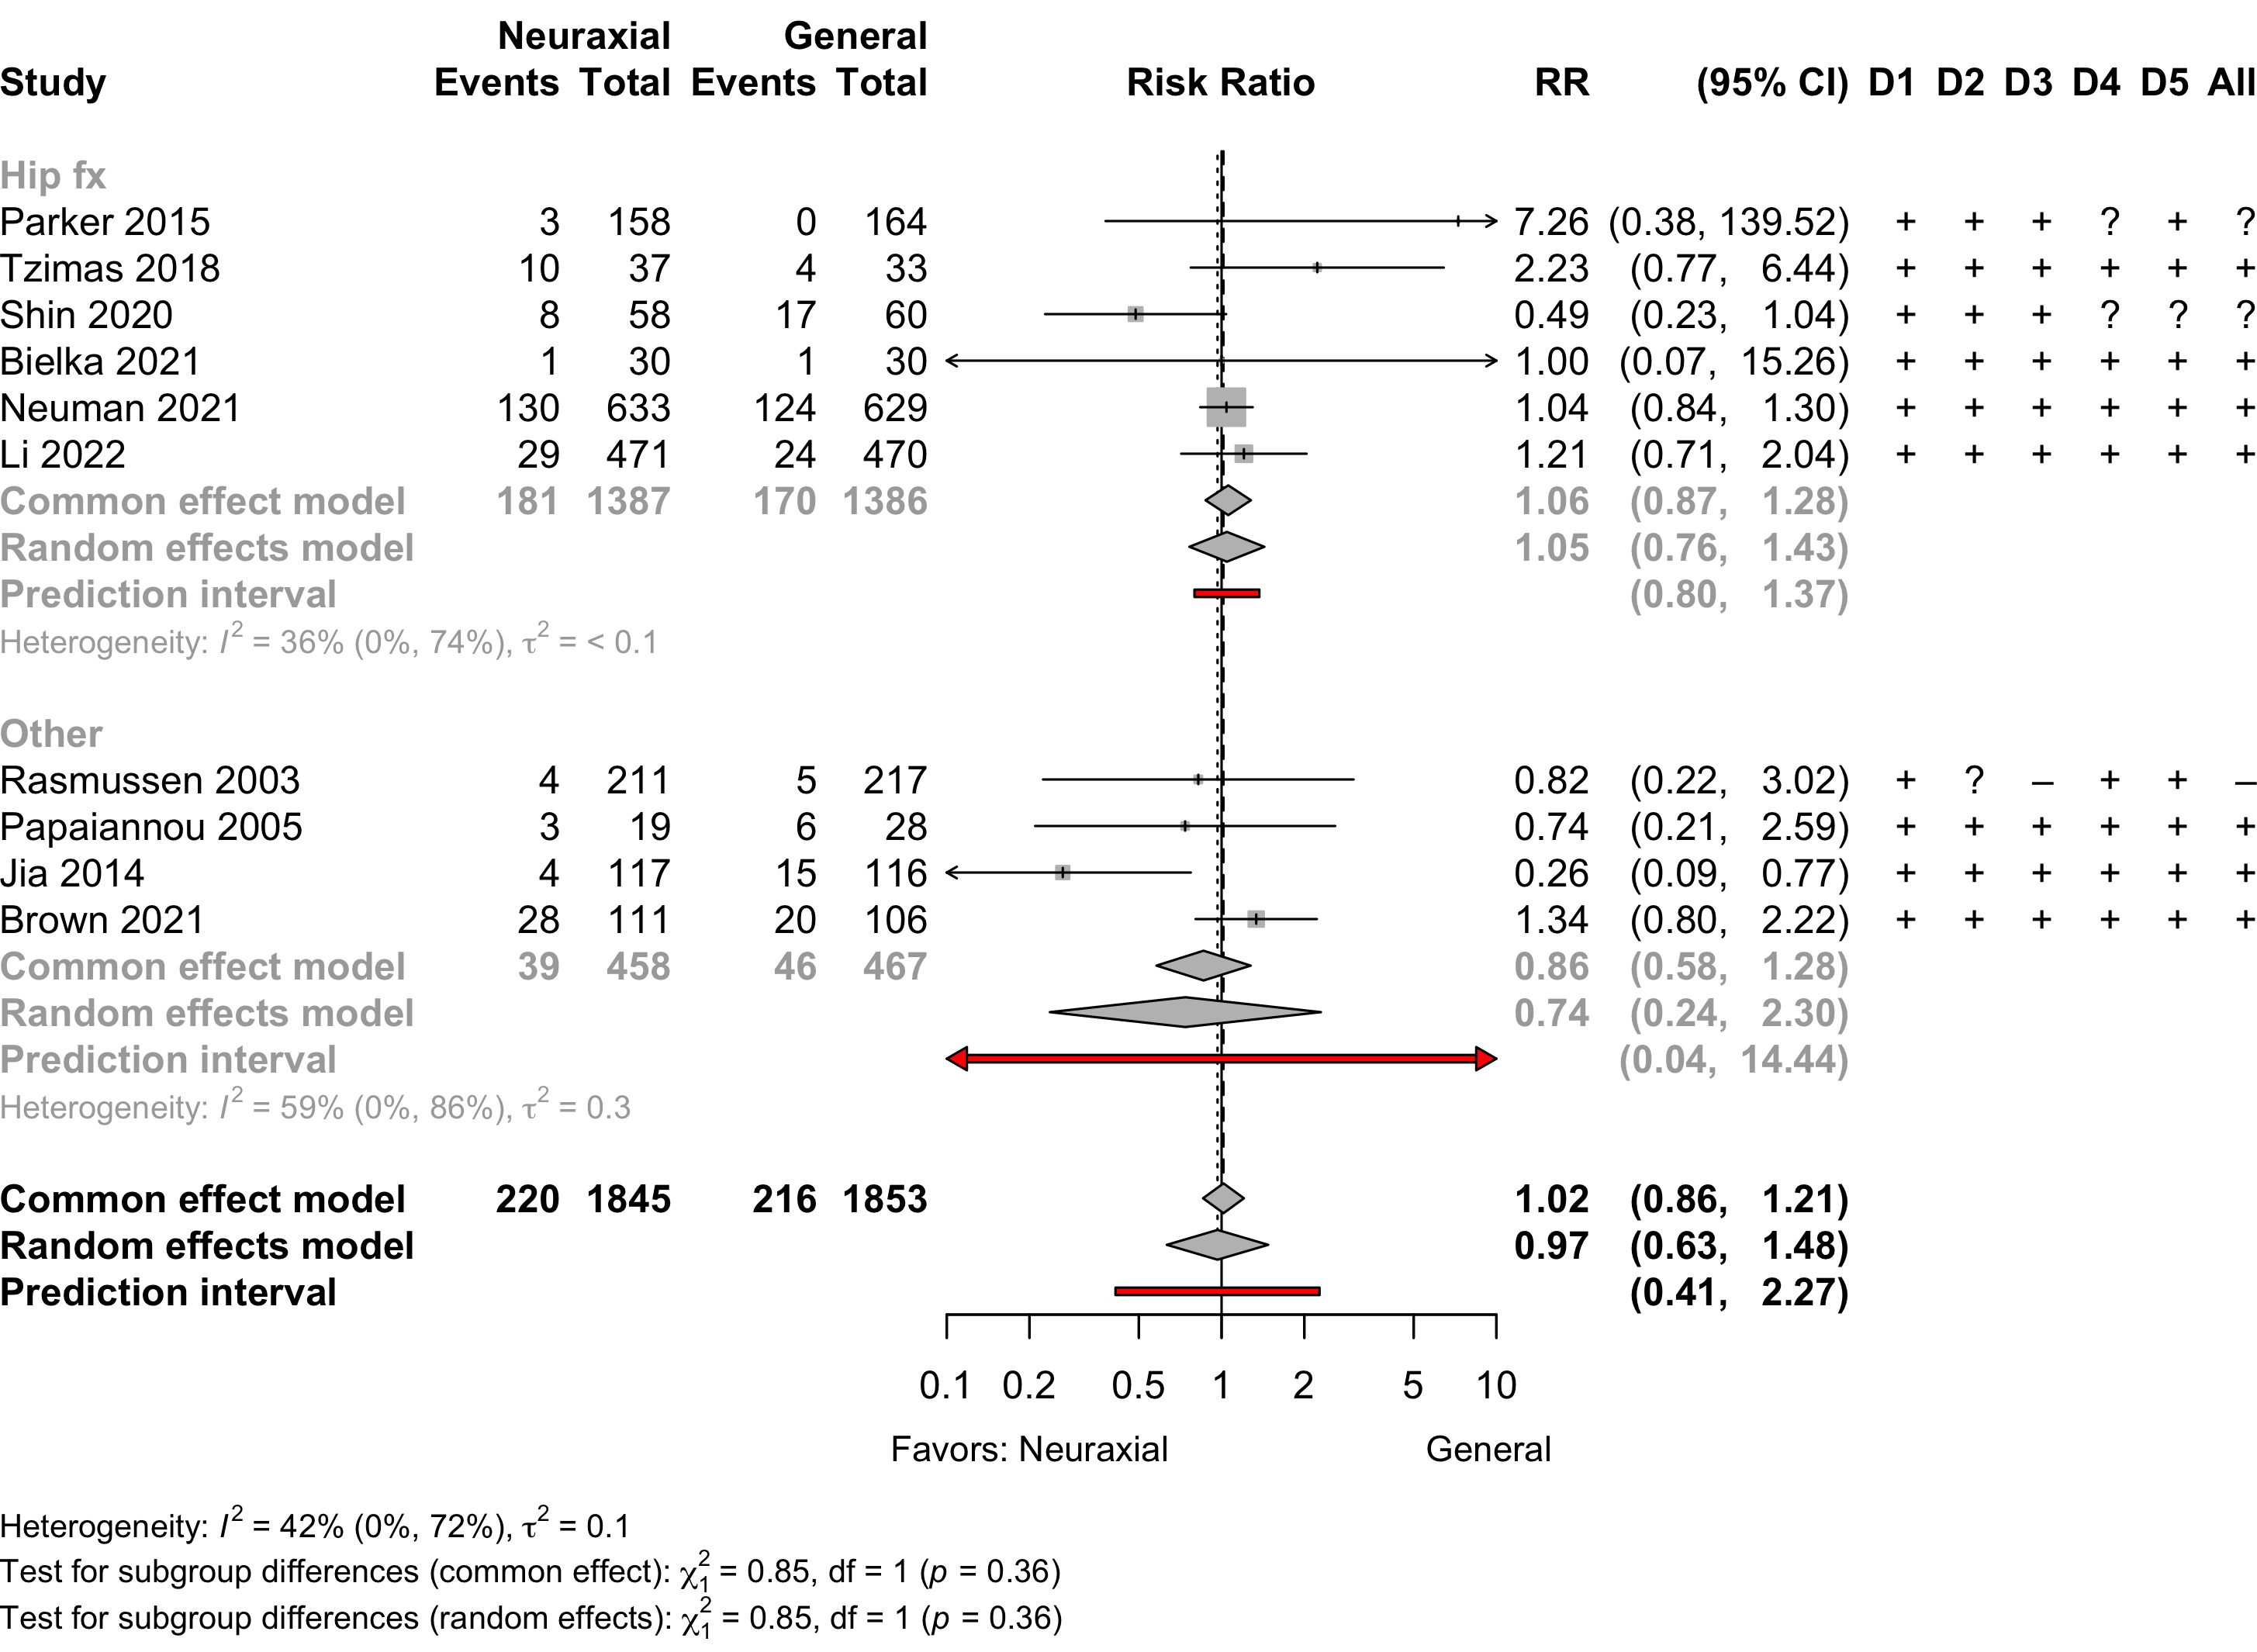 Neuraxial General
Study Events Total Events Total Risk Ratio RR (95% CI) D1 D2 D3 D4 D5 All
Hip fx
Parker 2015 3 158 0 164 7.26 (0.38, 139.52) + + + ? + ?
Tzimas 2018 10 37 4 33 2.23 (0.77, 6.44) + + + + + +
Shin 2020 8 58 17 60 0.49 (0.23, 1.04) + + + ? ? ?
Bielka 2021 1 30 1 30 1.00 (0.07, 15.26) + + + + + +
Neuman 2021 130 633 124 629 1.04 (0.84, 1.30) + + + + + +
Li 2022 29 471 24 470 1.21 (0.71, 2.04) + + + + + +
Common effect model 181 1387 170 1386 1.06 (0.87, 1.28)
Random effects model 1.05 (0.76, 1.43)
Prediction interval (0.80, 1.37)
Heterogeneity: I² = 36% (0%, 74%), τ² = < 0.1
Other
Rasmussen 2003 4 211 5 217 0.82 (0.22, 3.02) + ? – + + –
Papaiannou 2005 3 19 6 28 0.74 (0.21, 2.59) + + + + + +
Jia 2014 4 117 15 116 0.26 (0.09, 0.77) + + + + + +
Brown 2021 28 111 20 106 1.34 (0.80, 2.22) + + + + + +
Common effect model 39 458 46 467 0.86 (0.58, 1.28)
Random effects model 0.74 (0.24, 2.30)
Prediction interval (0.04, 14.44)
Heterogeneity: I² = 59% (0%, 86%), τ² = 0.3
Common effect model 220 1845 216 1853 1.02 (0.86, 1.21)
Random effects model 0.97 (0.63, 1.48)
Prediction interval (0.41, 2.27)
0.1 0.2 0.5 1 2 5 10
Favors: Neuraxial General
Heterogeneity: I² = 42% (0%, 72%), τ² = 0.1
Test for subgroup differences (common effect): χ²₁ = 0.85, df = 1 (p = 0.36)
Test for subgroup differences (random effects): χ²₁ = 0.85, df = 1 (p = 0.36)